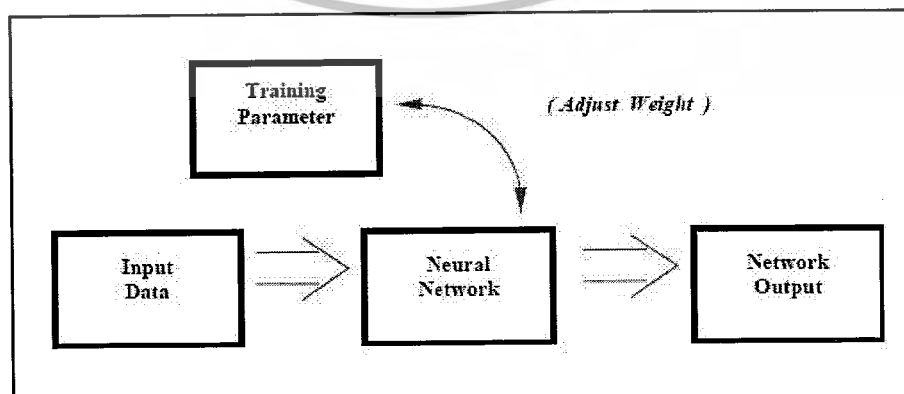 Training
Parameter
( Adjust Weight )
Input
Data
Neural
Network
Network
Output